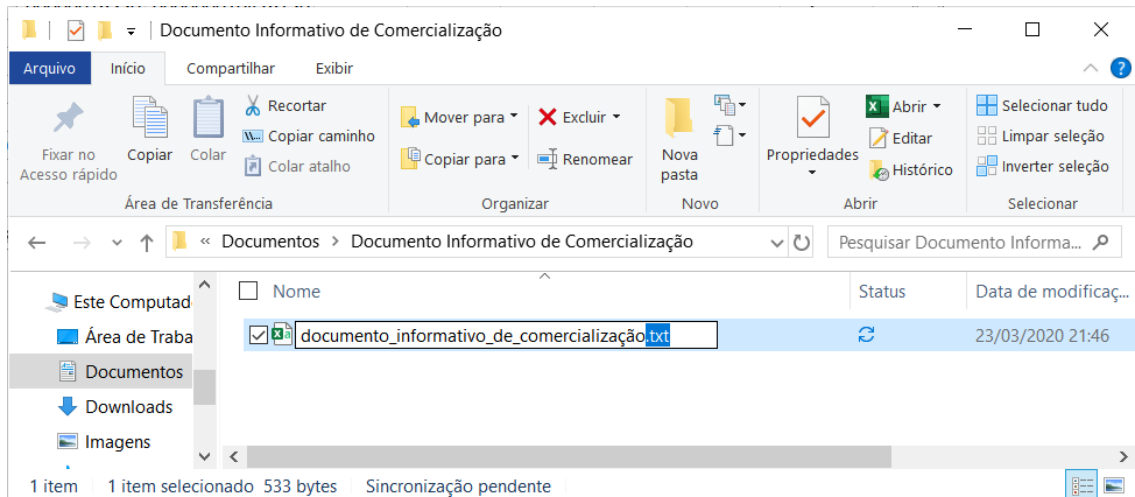 Documento Informativo de Comercialização
Arquivo Início Compartilhar Exibir
Fixar no Acesso rápido
Copiar
Colar
Recortar
Copiar caminho
Colar atalho
Área de Transferência
Mover para
Copiar para
Excluir
Renomear
Organizar
Nova pasta
Novo
Propriedades
Abrir
Editar
Histórico
Abrir
Selecionar tudo
Limpar seleção
Inverter seleção
Selecionar
« Documentos > Documento Informativo de Comercialização
Pesquisar Documento Informa...
Este Computad
Área de Traba
Documentos
Downloads
Imagens
Nome Status Data de modificaç...
documento_informativo_de_comercialização.txt 23/03/2020 21:46
1 item 1 item selecionado 533 bytes Sincronização pendente